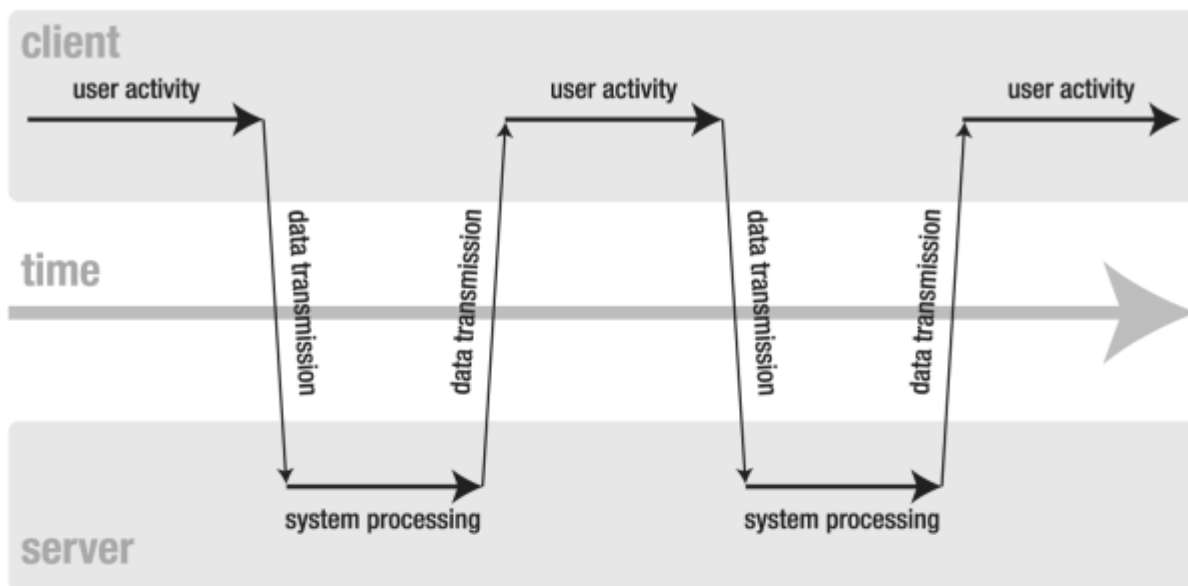 client
user activity
user activity
user activity
data transmission
data transmission
data transmission
data transmission
time
system processing
system processing
server